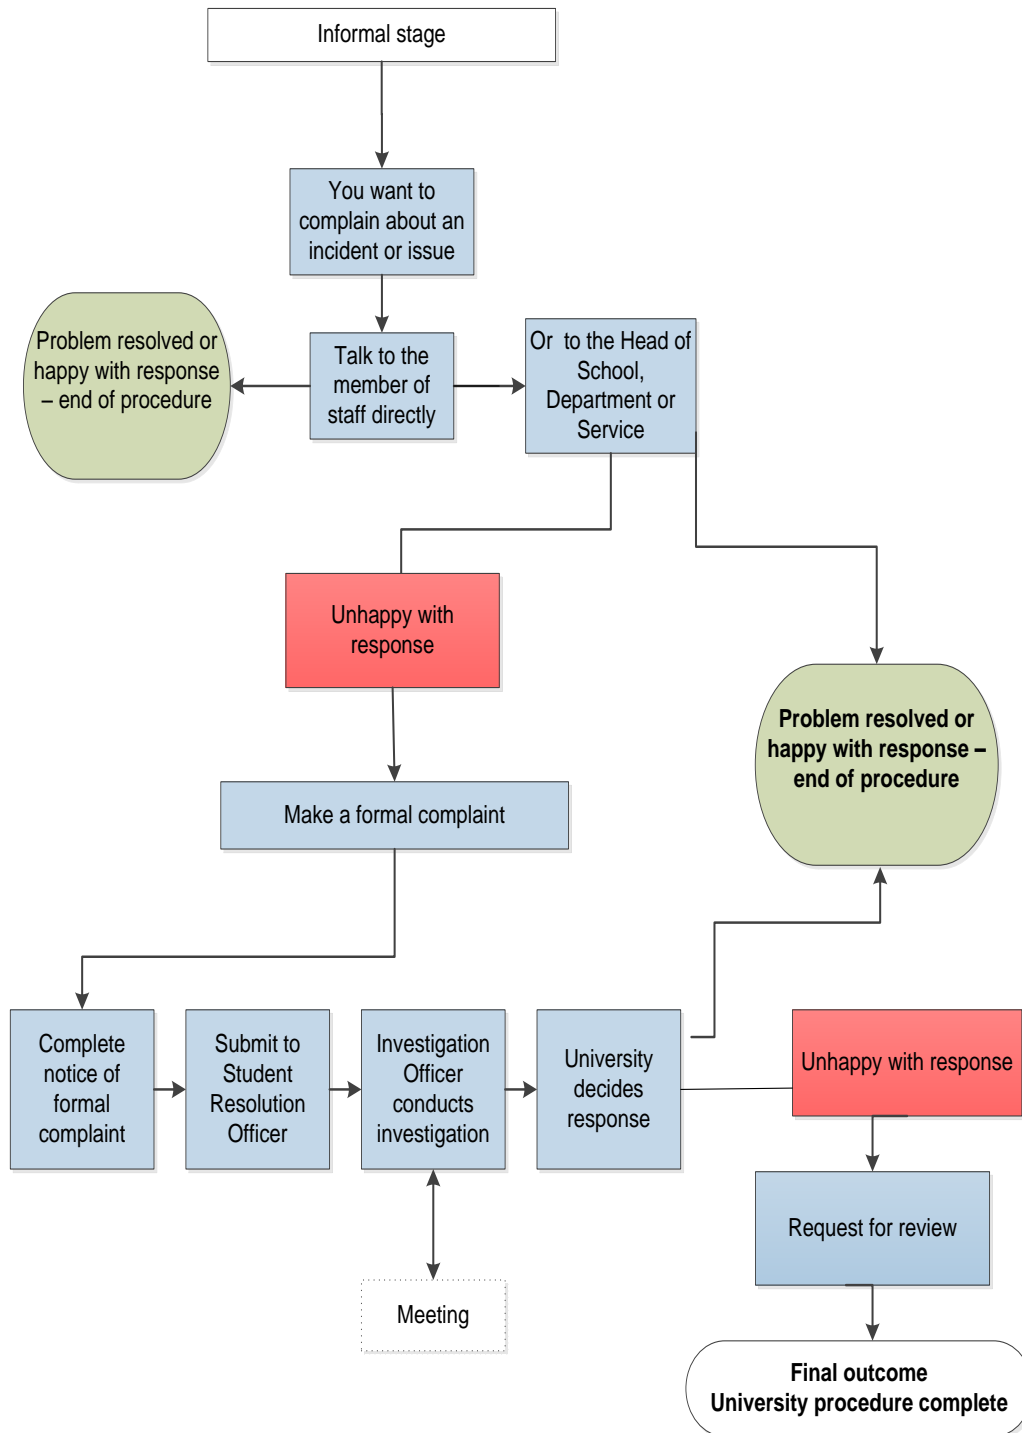 Informal stage
You want to
complain about an
incident or issue
Problem resolved or
happy with response
– end of procedure
Talk to the
member of
staff directly
Or to the Head of
School,
Department or
Service
Unhappy with
response
Problem resolved or
happy with response –
end of procedure
Make a formal complaint
Complete
notice of
formal
complaint
Submit to
Student
Resolution
Officer
Investigation
Officer
conducts
investigation
University
decides
response
Unhappy with response
Request for review
Meeting
Final outcome
University procedure complete